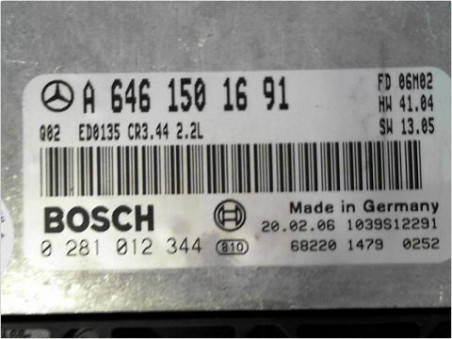 A 646 150 16 91
FD 06M02
HW 41.04
Q02 ED0135 CR3.44 2.2L
SW 13.05
BOSCH
Made in Germany
20.02.06 1039S12291
0 281 012 344 810
68220 1479 0252